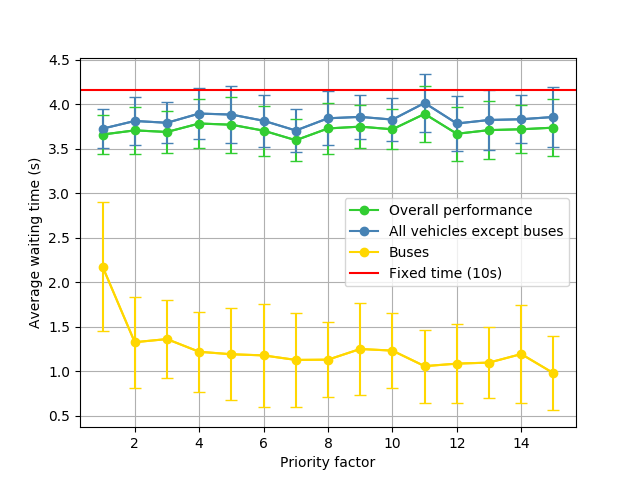 4.5
4.0
3.5
3.0
2.5
2.0
1.5
1.0
0.5
Average waiting time (s)
Overall performance
All vehicles except buses
Buses
Fixed time (10s)
2 4 6 8 10 12 14
Priority factor